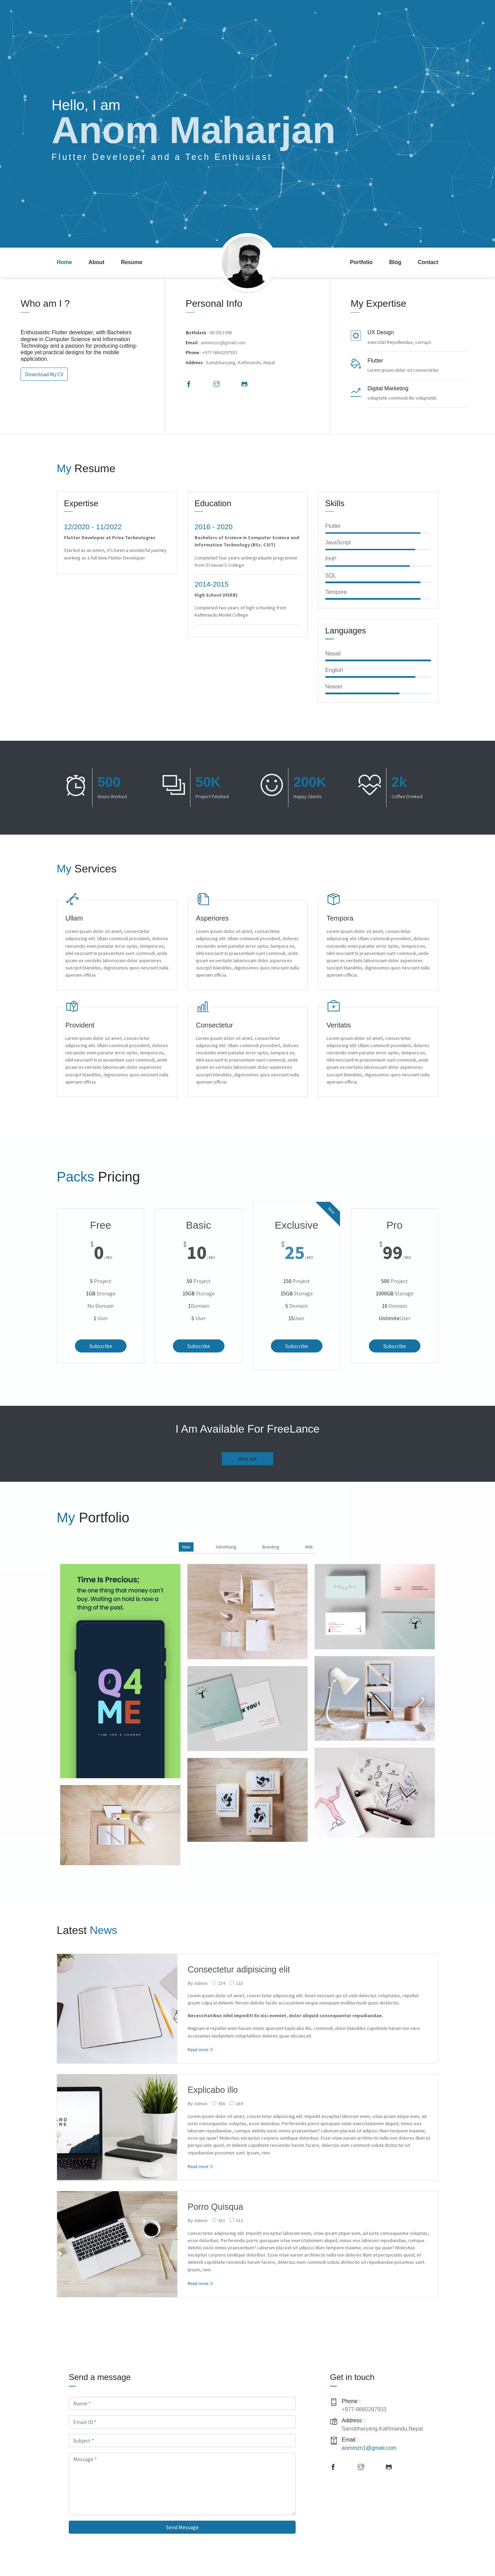 Hello, I am
Anom Maharjan
Flutter Developer and a Tech Enthusiast
Home
About
Resume
Portfolio
Blog
Contact
Who am I ?
Enthusiastic Flutter developer, with Bachelors
degree in Computer Science and Information
Technology and a passion for producing cutting-
edge yet practical designs for the mobile
application.
Download My CV
Personal Info
Birthdate : 08/09/1998
Email : anmmzn1@gmail.com
Phone : +977-9860297933
Address : Sanobharyang, Kathmandu, Nepal
My Expertise
UX Design
exercitat Repellendus, corrupt.
Flutter
Lorem ipsum dolor sit consectetur.
Digital Marketing
voluptate commodi illo voluptatib.
My Resume
Expertise
12/2020 - 11/2022
Flutter Developer at Prixa Technologies
Started as an intern, it's been a wonderful journey
working as a full time Flutter Developer.
Education
2016 - 2020
Bachelors of Science in Computer Science and
Information Technology (BSc. CSIT)
Completed four years undergraduate programme
from St.Xavier'S College.
2014-2015
High School (HSEB)
Completed two years of high schooling from
Kathmandu Model College
Skills
Flutter
JavaScript
PHP
SQL
Tempora
Languages
Nepali
English
Newari
500
Hours Worked
50K
Project Finished
200K
Happy Clients
2k
Coffee Drinked
My Services
Ullam
Lorem ipsum dolor sit amet, consectetur
adipisicing elit. Ullam commodi provident, dolores
reiciendis enim pariatur error optio, tempora ex,
nihil nesciunt In praesentium sunt commodi, unde
ipsam ex veritatis laboriosam dolor asperiores
suscipit blanditiis, dignissimos quos nesciunt nulla
aperiam officia.
Asperiores
Lorem ipsum dolor sit amet, consectetur
adipisicing elit. Ullam commodi provident, dolores
reiciendis enim pariatur error optio, tempora ex,
nihil nesciunt In praesentium sunt commodi, unde
ipsam ex veritatis laboriosam dolor asperiores
suscipit blanditiis, dignissimos quos nesciunt nulla
aperiam officia.
Tempora
Lorem ipsum dolor sit amet, consectetur
adipisicing elit. Ullam commodi provident, dolores
reiciendis enim pariatur error optio, tempora ex,
nihil nesciunt In praesentium sunt commodi, unde
ipsam ex veritatis laboriosam dolor asperiores
suscipit blanditiis, dignissimos quos nesciunt nulla
aperiam officia.
Provident
Lorem ipsum dolor sit amet, consectetur
adipisicing elit. Ullam commodi provident, dolores
reiciendis enim pariatur error optio, tempora ex,
nihil nesciunt In praesentium sunt commodi, unde
ipsam ex veritatis laboriosam dolor asperiores
suscipit blanditiis, dignissimos quos nesciunt nulla
aperiam officia.
Consectetur
Lorem ipsum dolor sit amet, consectetur
adipisicing elit. Ullam commodi provident, dolores
reiciendis enim pariatur error optio, tempora ex,
nihil nesciunt In praesentium sunt commodi, unde
ipsam ex veritatis laboriosam dolor asperiores
suscipit blanditiis, dignissimos quos nesciunt nulla
aperiam officia.
Veritatis
Lorem ipsum dolor sit amet, consectetur
adipisicing elit. Ullam commodi provident, dolores
reiciendis enim pariatur error optio, tempora ex,
nihil nesciunt In praesentium sunt commodi, unde
ipsam ex veritatis laboriosam dolor asperiores
suscipit blanditiis, dignissimos quos nesciunt nulla
aperiam officia.
Packs Pricing
Free
$0/MO
5 Project
1GB Storage
No Domain
1 User
Subscribe
Basic
$10/MO
50 Project
10GB Storage
1Domain
5 User
Subscribe
New
Exclusive
$25/MO
150 Project
15GB Storage
5 Domain
15User
Subscribe
Pro
$99/MO
500 Project
1000GB Storage
10 Domain
UnlimiteUser
Subscribe
I Am Available For FreeLance
Hire me
My Portfolio
New
Advertising
Branding
Web
Time Is Precious;
the one thing that money can't
buy. Waiting on hold is now a
thing of the past.
Q4
ME
TIME FOR A CHANGE
Latest News
Consectetur adipisicing elit
By: Admin 234 123
Lorem ipsum dolor sit amet, consectetur adipisicing elit. Amet nesciunt qui sit velit delectus voluptates, repellat
ipsum culpa id deleniti. Rerum debitis facilis accusantium neque numquam mollitia modi quasi distinctio.
Necessitatibus nihil impedit! Ex nisi eveniet, dolor aliquid consequuntur repudiandae.
Magnam in repellat enim harum omnis aperiam! Explicabo illo, commodi, dolor blanditiis cupiditate harum nisi vero
accusamus laudantium voluptatibus dolores quae obcaecati.
Read more
Explicabo illo
By: Admin 456 264
Lorem ipsum dolor sit amet, consectetur adipisicing elit. Impedit excepturi laborum enim, vitae ipsam atque eum, ad
iusto consequuntur voluptas, esse doloribus. Perferendis porro quisquam vitae exercitationem aliquid, minus eos
laborum repudiandae, cumque debitis iusto omnis praesentium? Laborum placeat sit adipisci illum tempore maxime,
esse qui quae? Molestias excepturi corporis similique doloribus. Esse vitae earum architecto nulla non dolores illum at
perspiciatis quod, et deleniti cupiditate reiciendis harum facere, delectus eum commodi soluta distinctio sit
repudiandae possimus sunt. Ipsum, rem.
Read more
Porro Quisqua
By: Admin 431 312
consectetur adipisicing elit. Impedit excepturi laborum enim, vitae ipsam atque eum, ad iusto consequuntur voluptas,
esse doloribus. Perferendis porro quisquam vitae exercitationem aliquid, minus eos laborum repudiandae, cumque
debitis iusto omnis praesentium? Laborum placeat sit adipisci illum tempore maxime, esse qui quae? Molestias
excepturi corporis similique doloribus. Esse vitae earum architecto nulla non dolores illum at perspiciatis quod, et
deleniti cupiditate reiciendis harum facere, delectus eum commodi soluta distinctio sit repudiandae possimus sunt.
Ipsum, rem.
Read more
Send a message
Name *
Email ID *
Subject *
Message *
Send Message
Get in touch
Phone :
+977-9860297933
Address :
Sanobharyang,Kathmandu,Nepal
Email :
anmmzn1@gmail.com